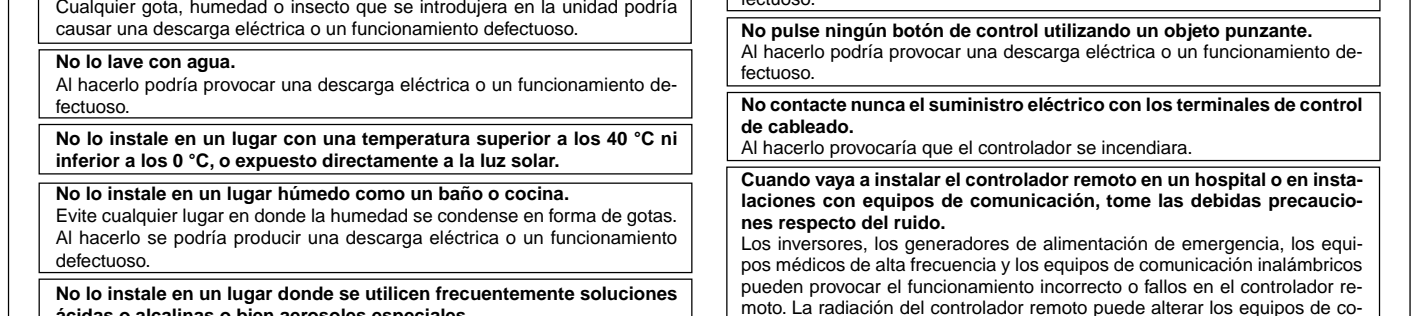 Cualquier gota, humedad o insecto que se introdujera en la unidad podría
causar una descarga eléctrica o un funcionamiento defectuoso.
No lo lave con agua.
Al hacerlo podría provocar una descarga eléctrica o un funcionamiento de-
fectuoso.
No lo instale en un lugar con una temperatura superior a los 40 °C ni
inferior a los 0 °C, o expuesto directamente a la luz solar.
No lo instale en un lugar húmedo como un baño o cocina.
Evite cualquier lugar en donde la humedad se condense en forma de gotas.
Al hacerlo se podría producir una descarga eléctrica o un funcionamiento
defectuoso.
No lo instale en un lugar donde se utilicen frecuentemente soluciones
ácidas o alcalinas o bien aerosoles especiales.
fectuoso.
No pulse ningún botón de control utilizando un objeto punzante.
Al hacerlo podría provocar una descarga eléctrica o un funcionamiento de-
fectuoso.
No contacte nunca el suministro eléctrico con los terminales de control
de cableado.
Al hacerlo provocaría que el controlador se incendiara.
Cuando vaya a instalar el controlador remoto en un hospital o en insta-
laciones con equipos de comunicación, tome las debidas precaucio-
nes respecto del ruido.
Los inversores, los generadores de alimentación de emergencia, los equi-
pos médicos de alta frecuencia y los equipos de comunicación inalámbricos
pueden provocar el funcionamiento incorrecto o fallos en el controlador re-
moto. La radiación del controlador remoto puede alterar los equipos de co-